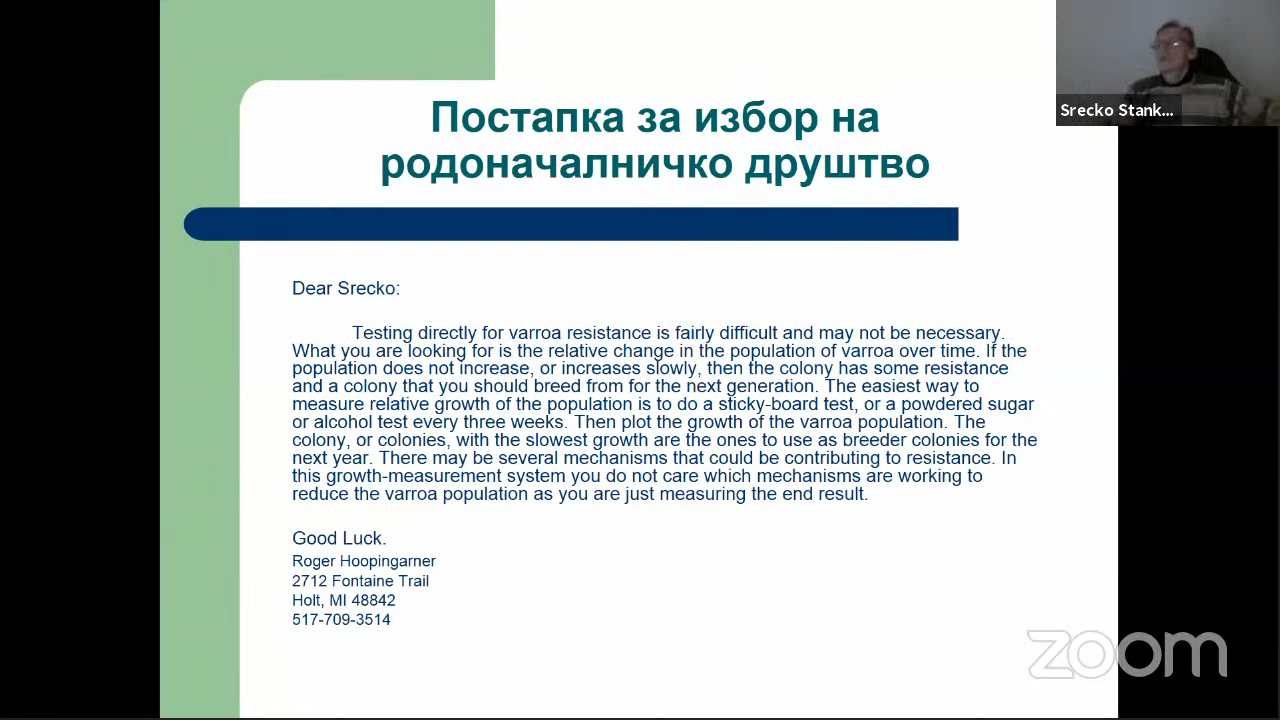 Постапка за избор на
родоначалничко друштво
Srecko Stank...
Dear Srecko:
Testing directly for varroa resistance is fairly difficult and may not be necessary.
What you are looking for is the relative change in the population of varroa over time. If the
population does not increase, or increases slowly, then the colony has some resistance
and a colony that you should breed from for the next generation. The easiest way to
measure relative growth of the population is to do a sticky-board test, or a powdered sugar
or alcohol test every three weeks. Then plot the growth of the varroa population. The
colony, or colonies, with the slowest growth are the ones to use as breeder colonies for the
next year. There may be several mechanisms that could be contributing to resistance. In
this growth-measurement system you do not care which mechanisms are working to
reduce the varroa population as you are just measuring the end result.
Good Luck.
Roger Hoopingarner
2712 Fontaine Trail
Holt, MI 48842
517-709-3514
zoom